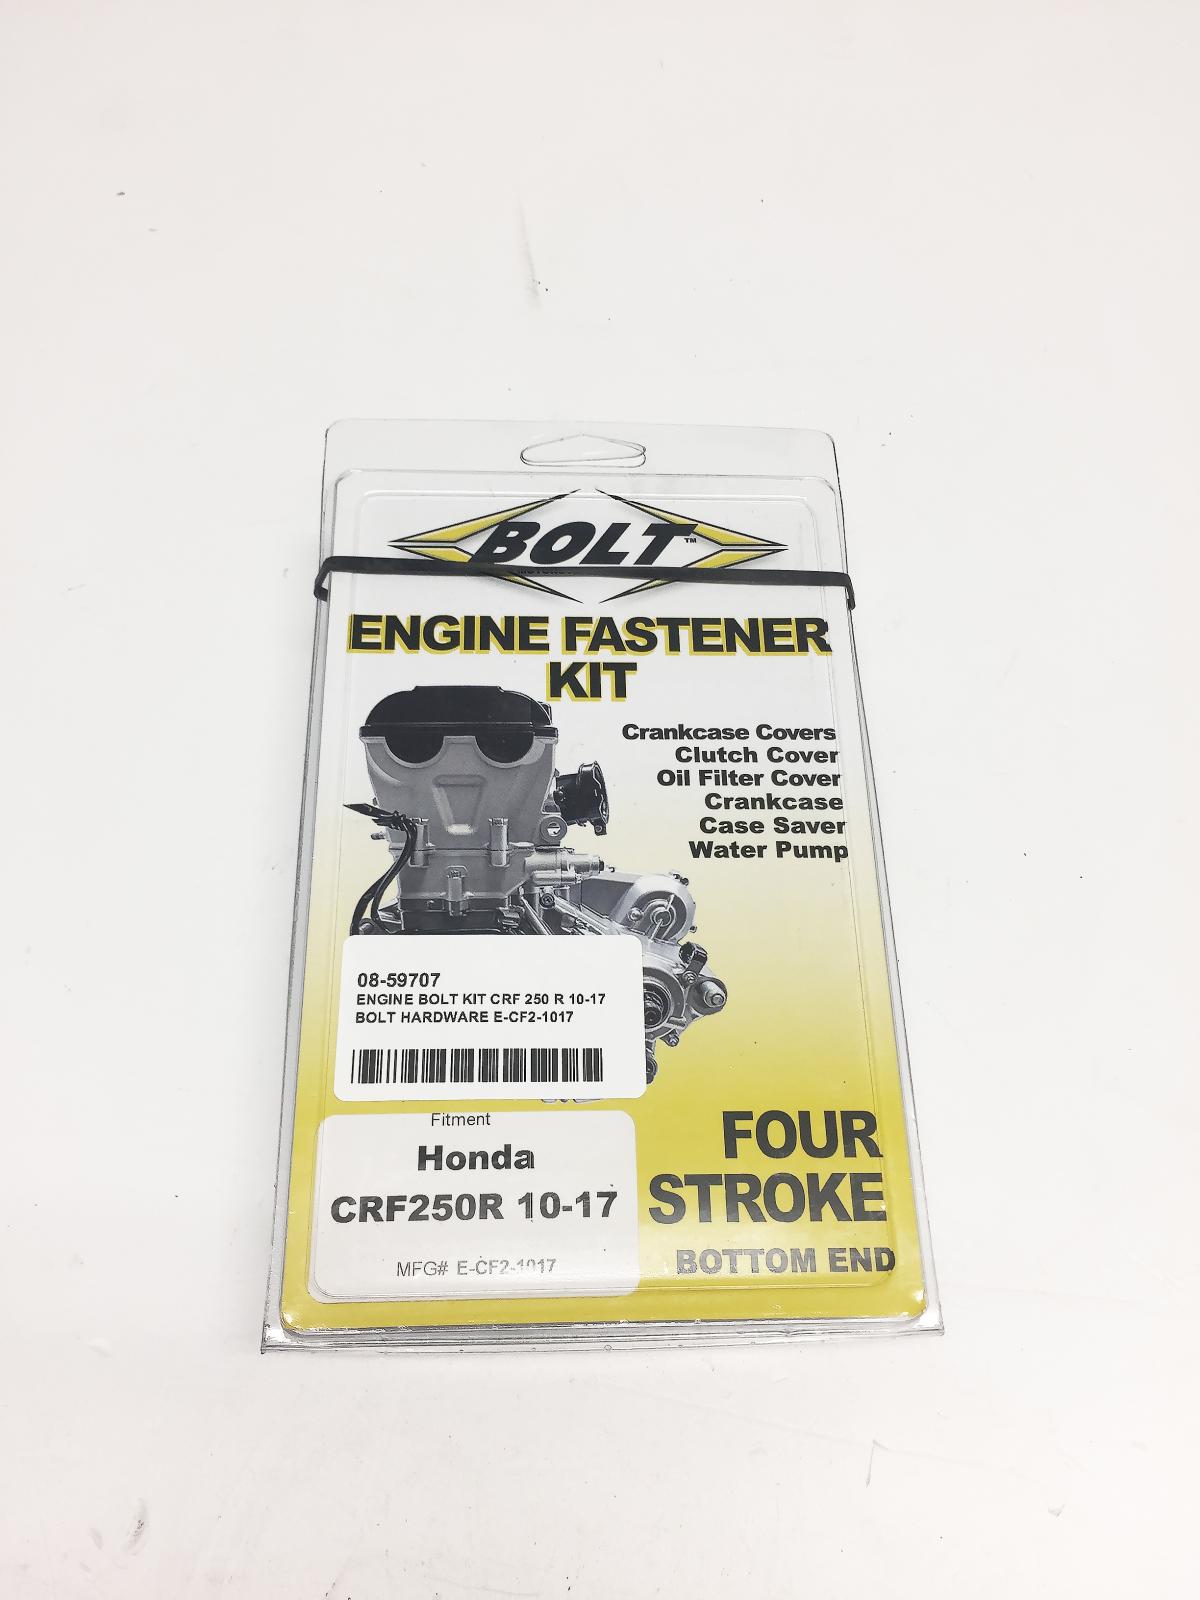 BOLT™
ENGINE FASTENER
KIT
Crankcase Covers
Clutch Cover
Oil Filter Cover
Crankcase
Case Saver
Water Pump
08-59707
ENGINE BOLT KIT CRF 250 R 10-17
BOLT HARDWARE E-CF2-1017
Fitment
Honda
CRF250R 10-17
MFG# E-CF2-1017
FOUR
STROKE
BOTTOM END